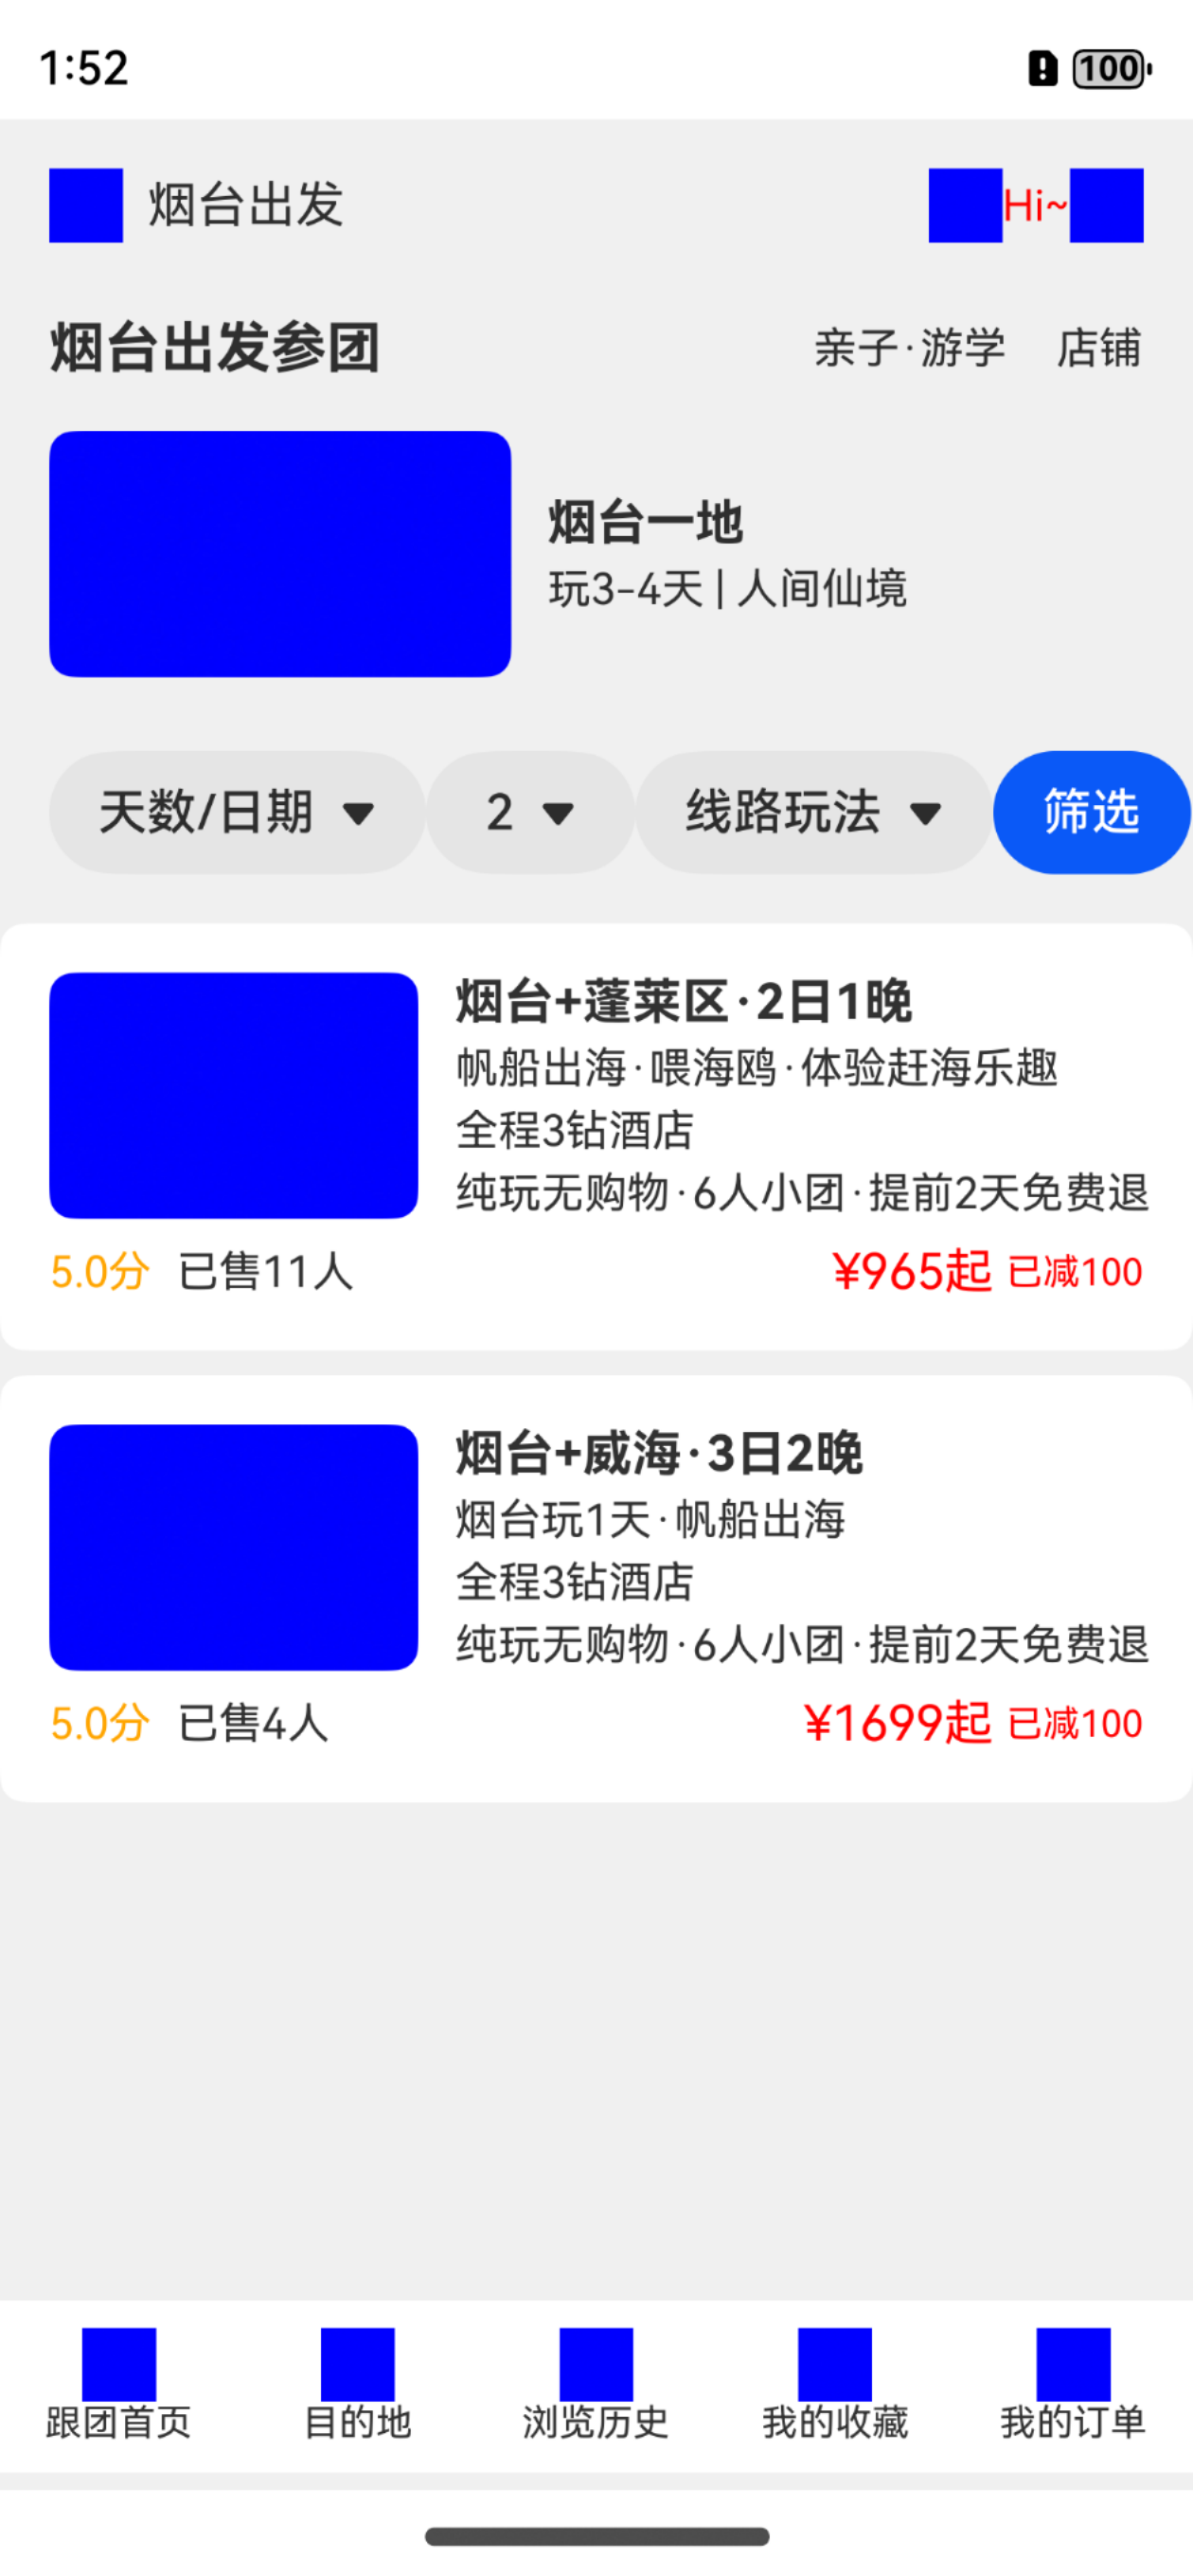 1:52
100
烟台出发
Hi~
烟台出发参团
亲子·游学
店铺
烟台一地
玩3-4天 | 人间仙境
天数/日期
2
线路玩法
筛选
烟台+蓬莱区·2日1晚
帆船出海·喂海鸥·体验赶海乐趣
全程3钻酒店
纯玩无购物·6人小团·提前2天免费退
5.0分 已售11人
¥965起 已减100
烟台+威海·3日2晚
烟台玩1天·帆船出海
全程3钻酒店
纯玩无购物·6人小团·提前2天免费退
5.0分 已售4人
¥1699起 已减100
跟团首页
目的地
浏览历史
我的收藏
我的订单